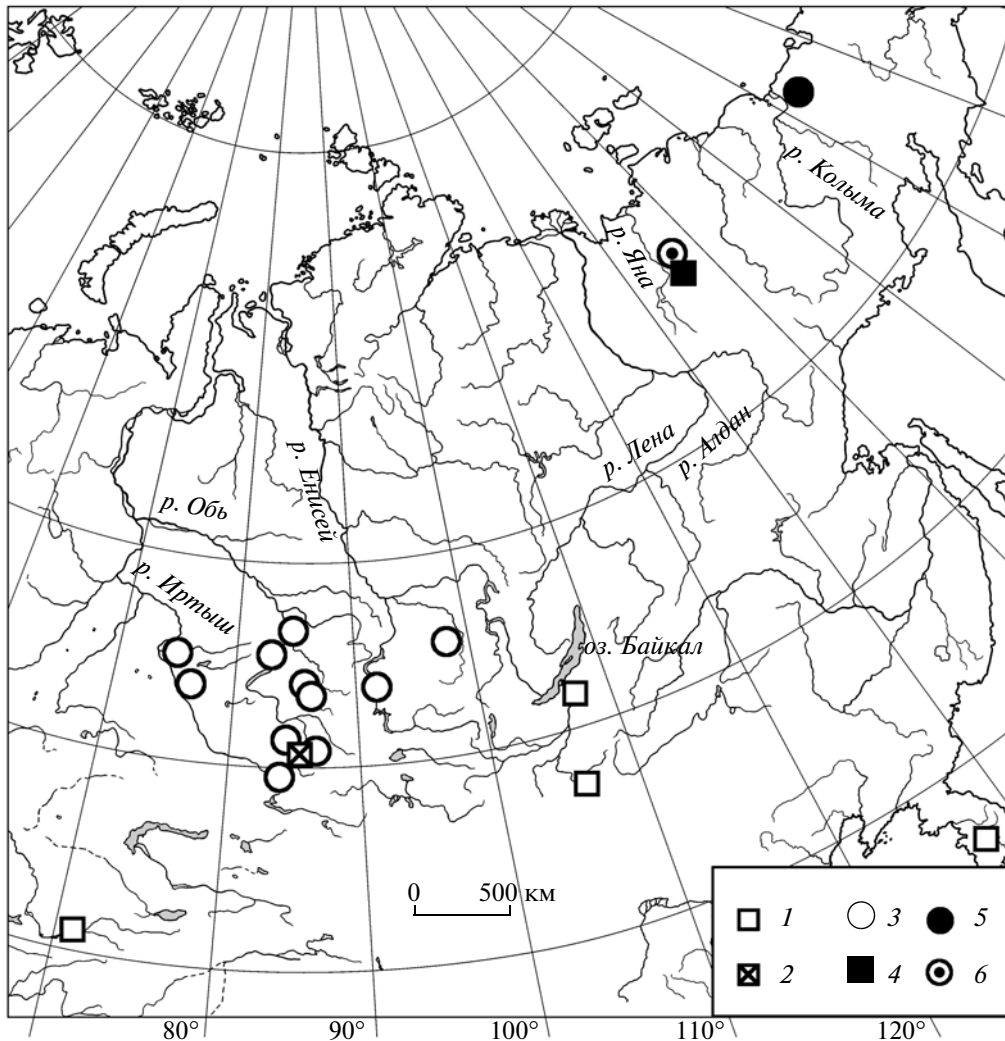 р. Колыма
р. Яна
р. Лена
р. Алдан
р. Енисей
р. Обь
р. Иртыш
оз. Байкал
0 500 км
1 3 5
2 4 6
80° 90° 100° 110° 120°